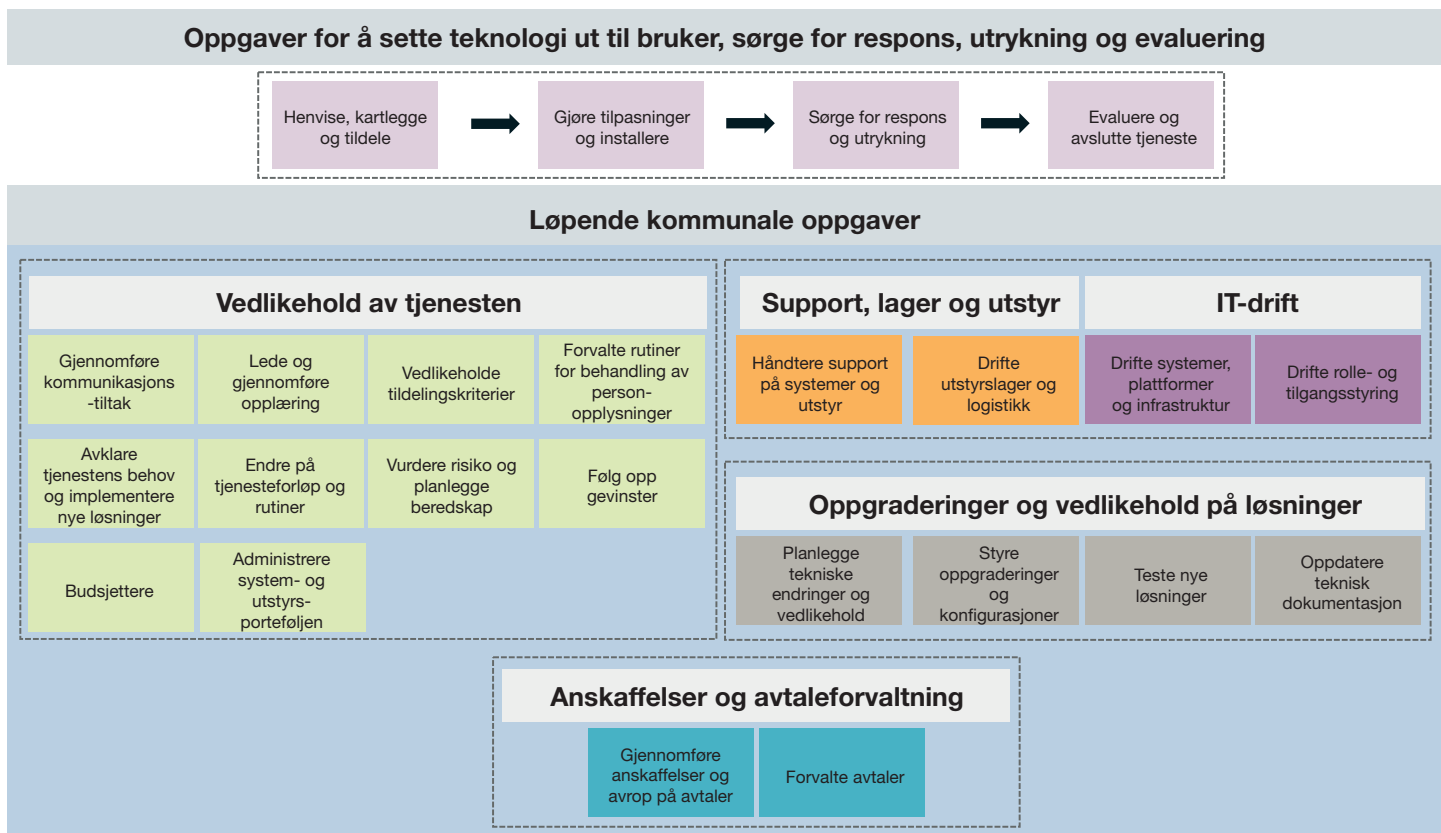 Oppgaver for å sette teknologi ut til bruker, sørge for respons, utrykning og evaluering
Henvise, kartlegge
og tildele
Gjøre tilpasninger
og installere
Sørge for respons
og utrykning
Evaluere og
avslutte tjeneste
Løpende kommunale oppgaver
Vedlikehold av tjenesten
Gjennomføre
kommunikasjons
-tiltak
Lede og
gjennomføre
opplæring
Vedlikeholde
tildelingskriterier
Forvalte rutiner
for behandling av
person-
opplysninger
Avklare
tjenestens behov
og implementere
nye løsninger
Endre på
tjenesteforløp og
rutiner
Vurdere risiko og
planlegge
beredskap
Følg opp
gevinster
Budsjettere
Administrere
system- og
utstyrs-
porteføljen
Support, lager og utstyr
IT-drift
Håndtere support
på systemer og
utstyr
Drifte
utstyrslager og
logistikk
Drifte systemer,
plattformer
og infrastruktur
Drifte rolle- og
tilgangsstyring
Oppgraderinger og vedlikehold på løsninger
Planlegge
tekniske
endringer og
vedlikehold
Styre
oppgraderinger
og
konfigurasjoner
Teste nye
løsninger
Oppdatere
teknisk
dokumentasjon
Anskaffelser og avtaleforvaltning
Gjennomføre
anskaffelser og
avrop på avtaler
Forvalte avtaler